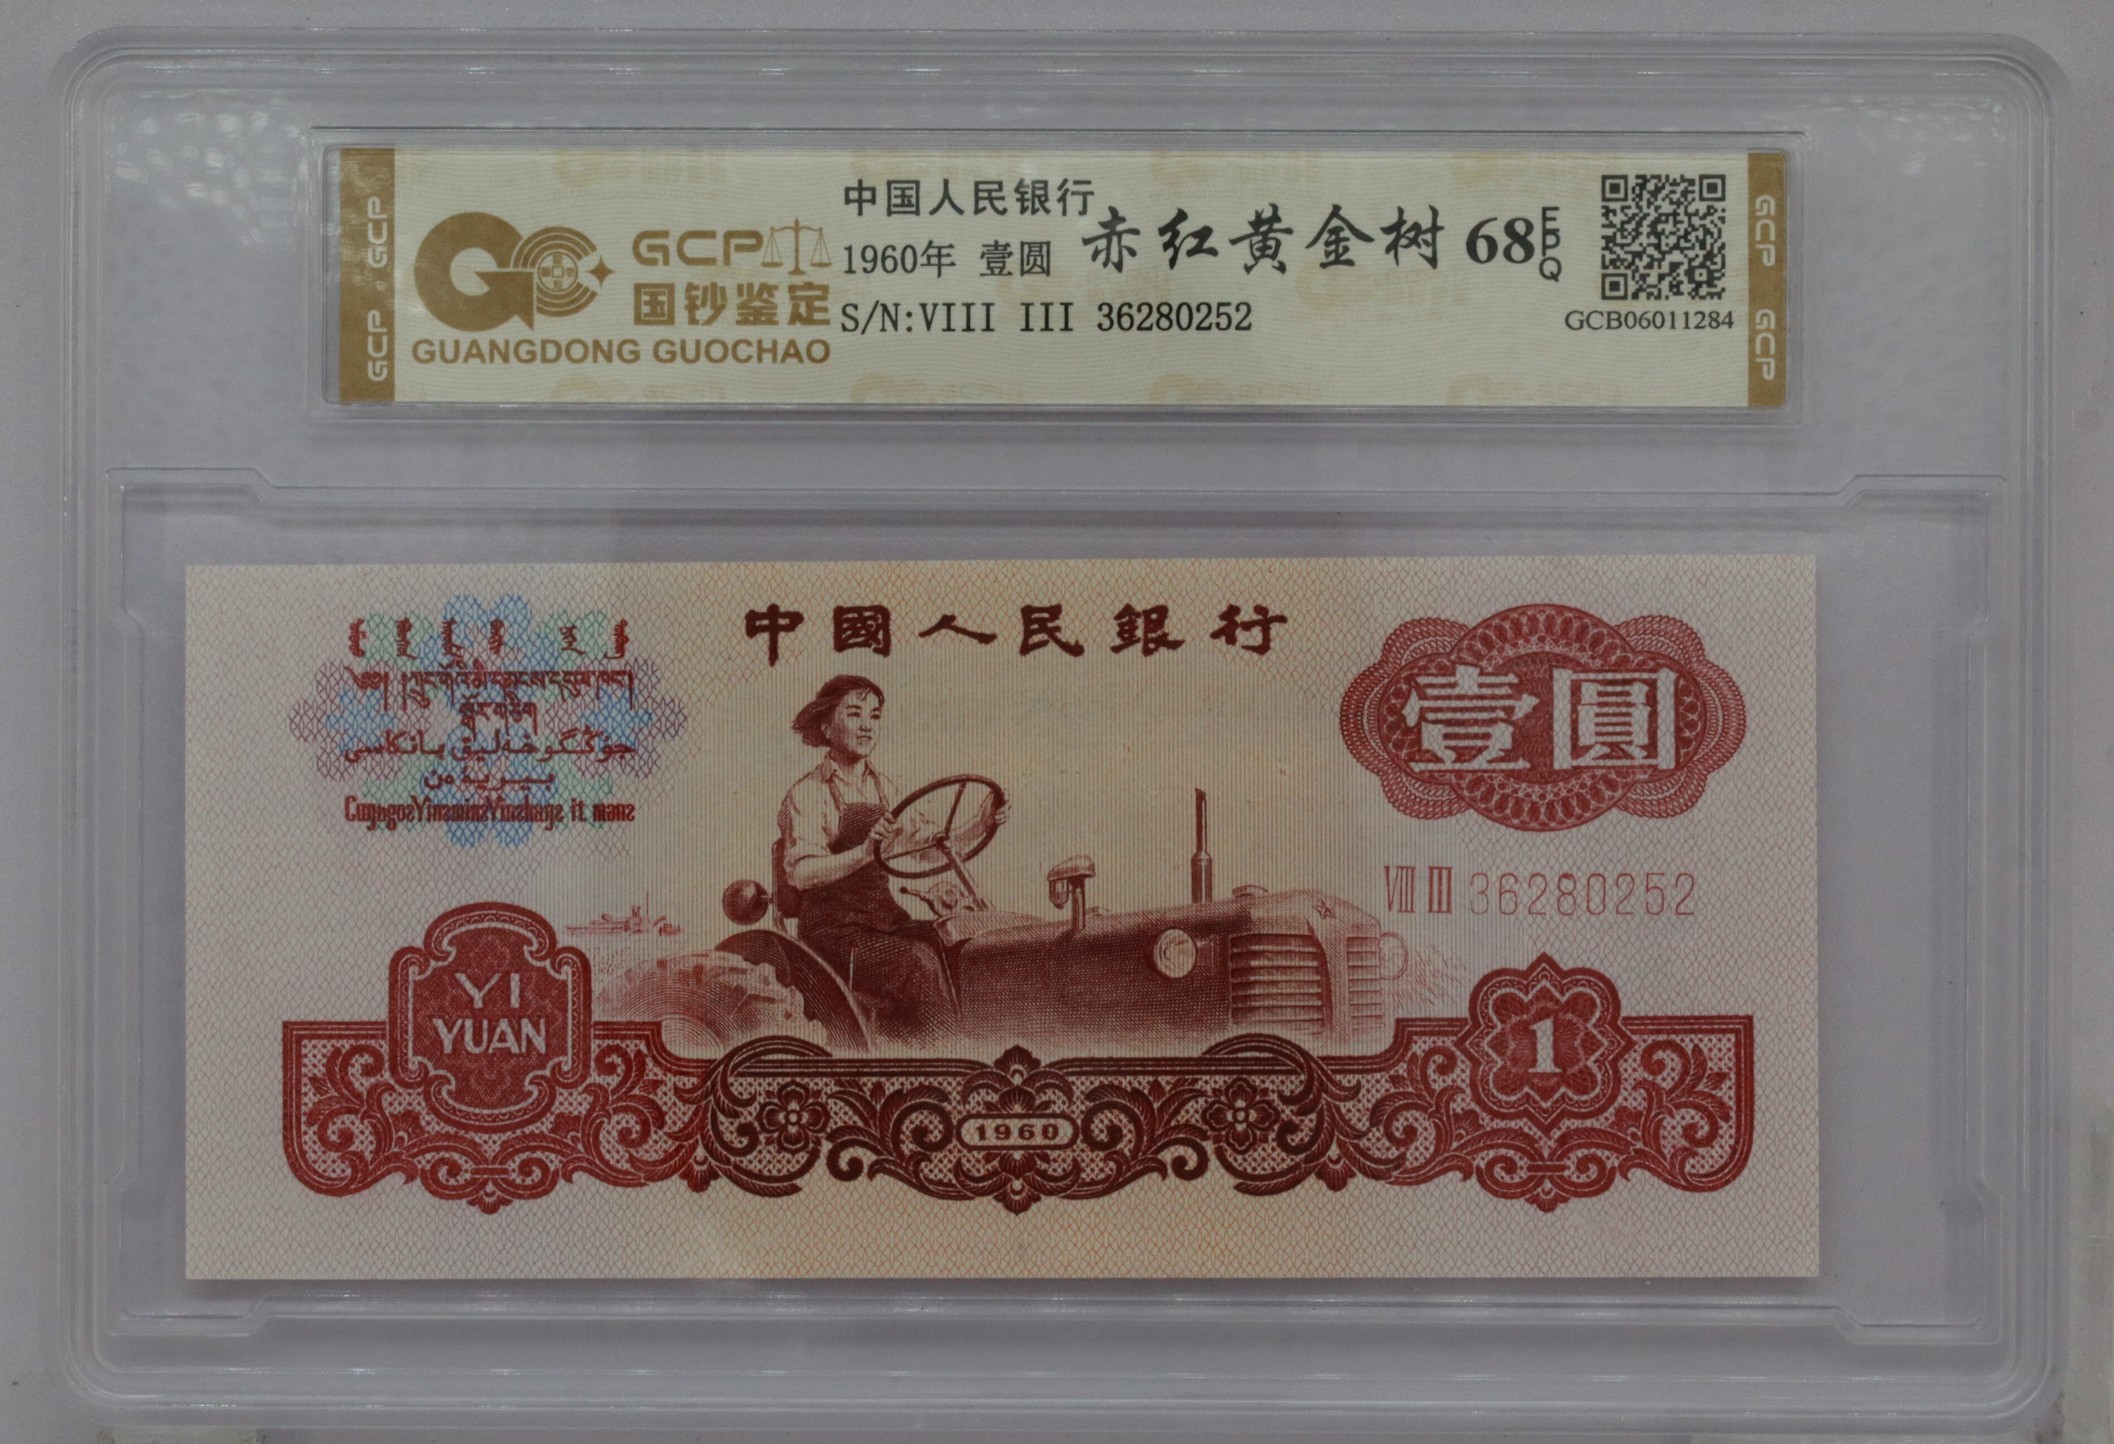 GCP GCP
GCP
国钞鉴定
GUANGDONG GUOCHAO
中国人民银行
1960年 壹圆
赤红黄金树 68 EPQ
S/N:VIII III 36280252
GCB06011284
GCP GCP
中國人民銀行
壹圓
VIII III 36280252
YI
YUAN
1
1960